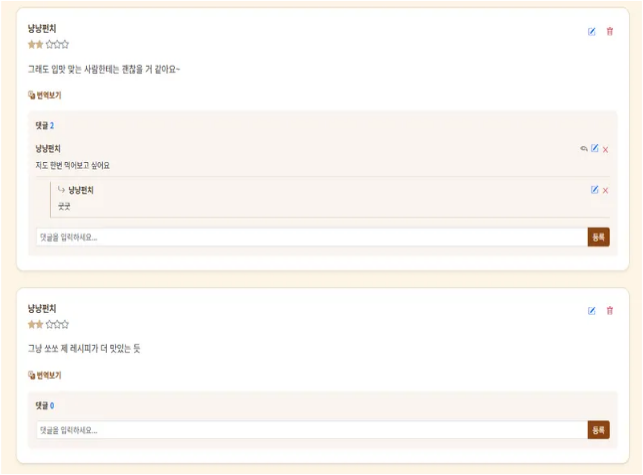 냥냥펀치
그래도 입맛 맞는 사람한테는 괜찮을 거 같아요~
번역보기
댓글 2
냥냥펀치
저도 한번 먹어보고 싶어요
냥냥펀치
굿굿
댓글을 입력하세요...
등록
냥냥펀치
그냥 쏘쏘 제 레시피가 더 맛있는 듯
번역보기
댓글 0
댓글을 입력하세요...
등록